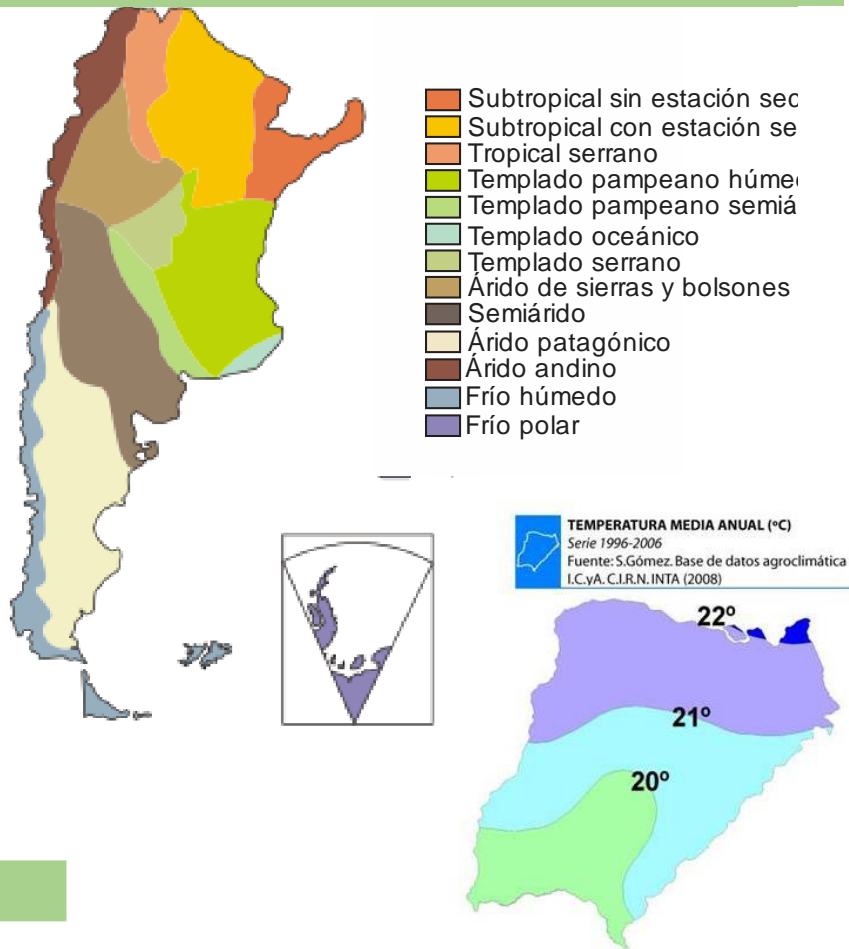 Subtropical sin estación sec
Subtropical con estación se
Tropical serrano
Templado pampeano húme
Templado pampeano semiá
Templado oceánico
Templado serrano
Árido de sierras y bolsones
Semiárido
Árido patagónico
Árido andino
Frío húmedo
Frío polar
TEMPERATURA MEDIA ANUAL (ºC)
Serie 1996-2006
Fuente: S.Gómez. Base de datos agroclimática
I.C.yA. C.I.R.N. INTA (2008)
22º
21º
20º